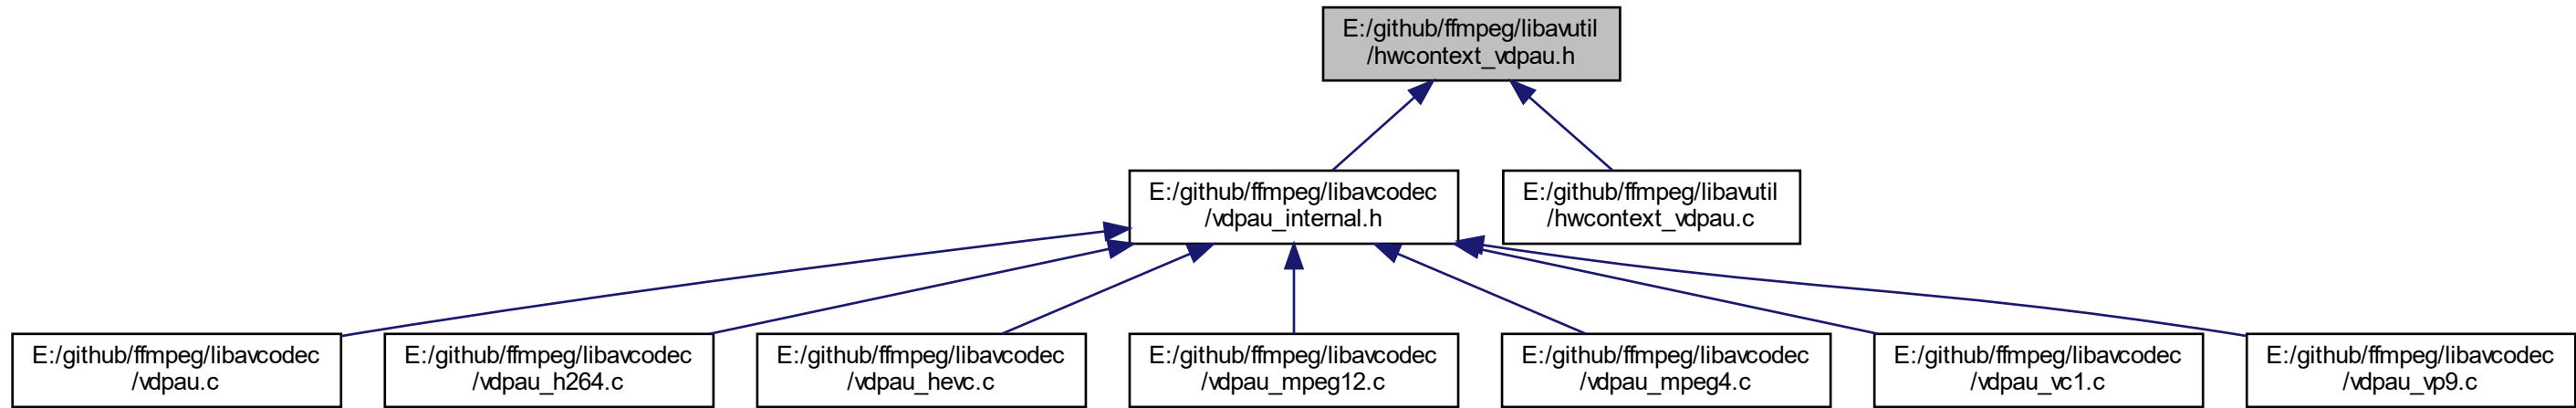 E:/github/ffmpeg/libavutil
/hwcontext_vdpau.h
E:/github/ffmpeg/libavcodec
/vdpau_internal.h
E:/github/ffmpeg/libavutil
/hwcontext_vdpau.c
E:/github/ffmpeg/libavcodec
/vdpau.c
E:/github/ffmpeg/libavcodec
/vdpau_h264.c
E:/github/ffmpeg/libavcodec
/vdpau_hevc.c
E:/github/ffmpeg/libavcodec
/vdpau_mpeg12.c
E:/github/ffmpeg/libavcodec
/vdpau_mpeg4.c
E:/github/ffmpeg/libavcodec
/vdpau_vc1.c
E:/github/ffmpeg/libavcodec
/vdpau_vp9.c